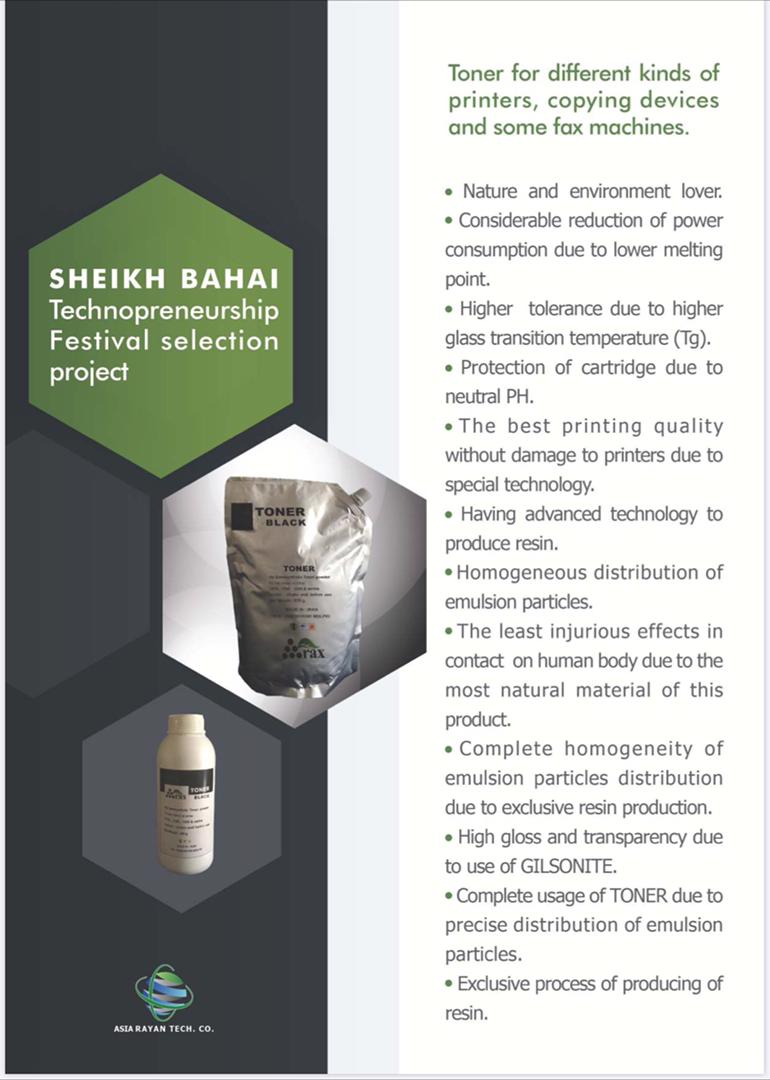 Toner for different kinds of
printers, copying devices
and some fax machines.
• Nature and environment lover.
• Considerable reduction of power
consumption due to lower melting
point.
• Higher tolerance due to higher
glass transition temperature (Tg).
• Protection of cartridge due to
neutral PH.
• The best printing quality
without damage to printers due to
special technology.
• Having advanced technology to
produce resin.
• Homogeneous distribution of
emulsion particles.
• The least injurious effects in
contact on human body due to the
most natural material of this
product.
• Complete homogeneity of
emulsion particles distribution
due to exclusive resin production.
• High gloss and transparency due
to use of GILSONITE.
• Complete usage of TONER due to
precise distribution of emulsion
particles.
• Exclusive process of producing of
resin.
SHEIKH BAHAI
Technopreneurship
Festival selection
project
TONER
BLACK
TONER
rax
TONER
BLACK
ASIA RAYAN TECH. CO.